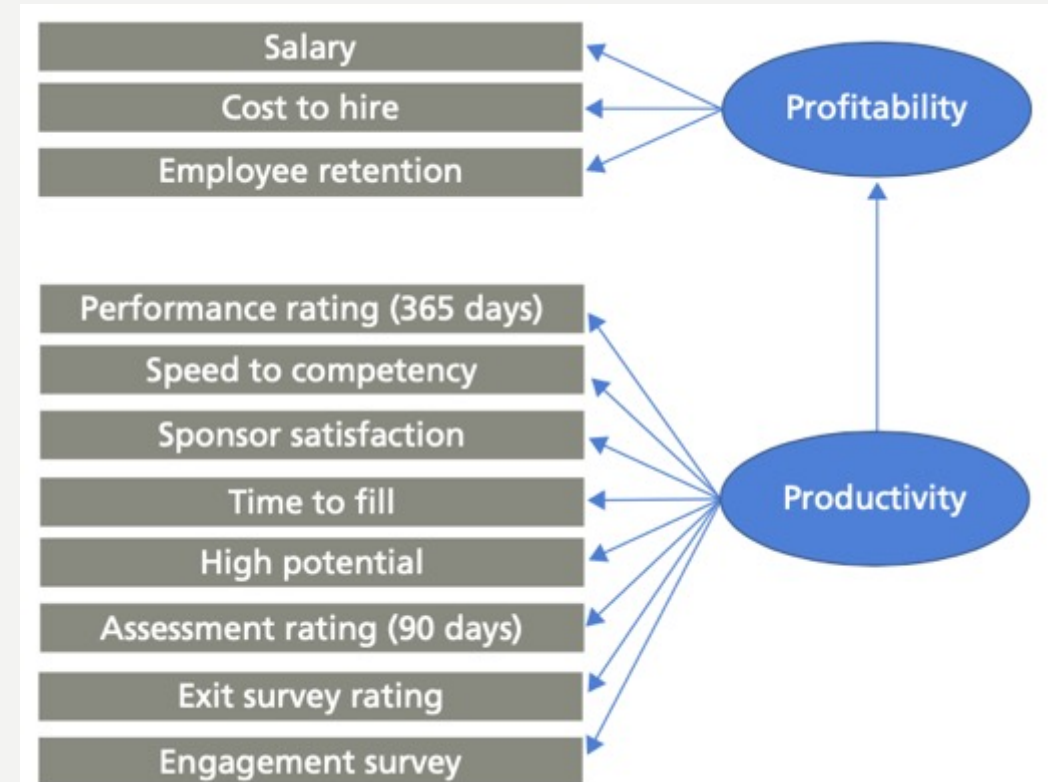 Salary
Cost to hire
Employee retention
Profitability
Performance rating (365 days)
Speed to competency
Sponsor satisfaction
Time to fill
High potential
Assessment rating (90 days)
Exit survey rating
Engagement survey
Productivity